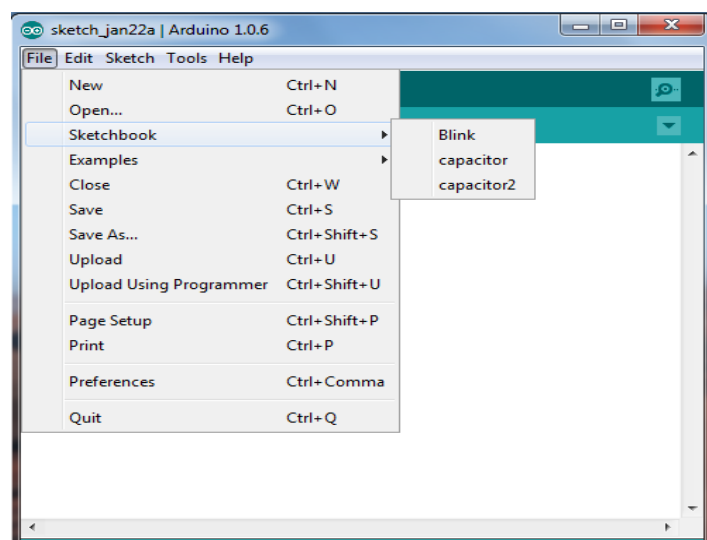 sketch_jan22a | Arduino 1.0.6
File Edit Sketch Tools Help
New Ctrl+N
Open... Ctrl+O
Sketchbook
Blink
capacitor
capacitor2
Examples
Close Ctrl+W
Save Ctrl+S
Save As... Ctrl+Shift+S
Upload Ctrl+U
Upload Using Programmer Ctrl+Shift+U
Page Setup Ctrl+Shift+P
Print Ctrl+P
Preferences Ctrl+Comma
Quit Ctrl+Q